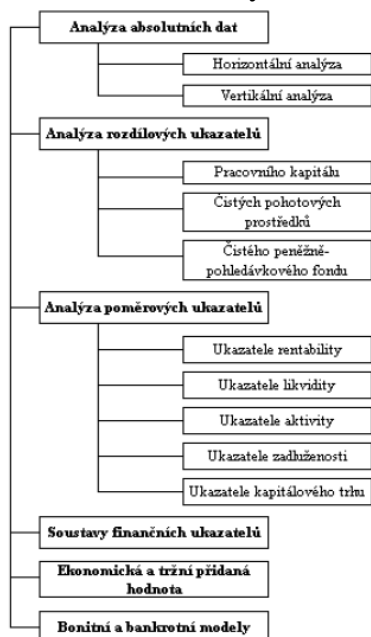 Analýza absolutních dat
Horizontální analýza
Vertikální analýza
Analýza rozdílových ukazatelů
Pracovního kapitálu
Čistých pohotových
prostředků
Čistého peněžně-
pohledávkového fondu
Analýza poměrových ukazatelů
Ukazatele rentability
Ukazatele likvidity
Ukazatele aktivity
Ukazatele zadluženosti
Ukazatele kapitálového trhu
Soustavy finančních ukazatelů
Ekonomická a tržní přidaná
hodnota
Bonitní a bankrotní modely